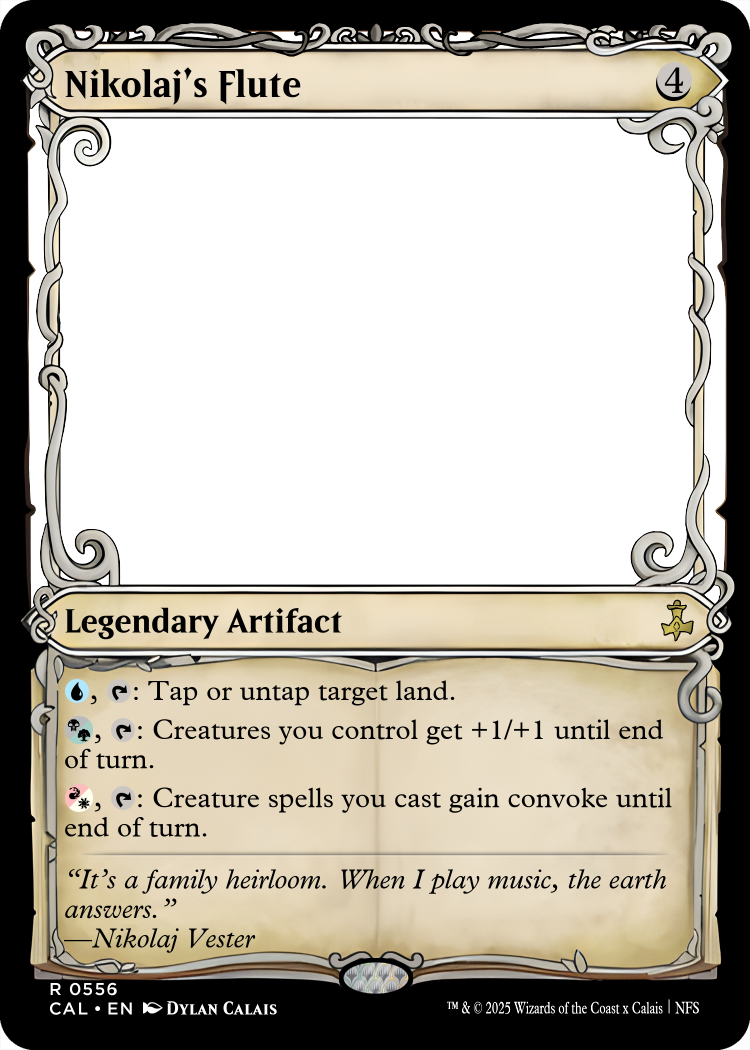 Nikolaj's Flute 4
Legendary Artifact
, : Tap or untap target land.
, : Creatures you control get +1/+1 until end
of turn.
, : Creature spells you cast gain convoke until
end of turn.
“It's a family heirloom. When I play music, the earth
answers.”
—Nikolaj Vester
R 0556
CAL • EN DYLAN CALAIS
™ & © 2025 Wizards of the Coast x Calais | NFS